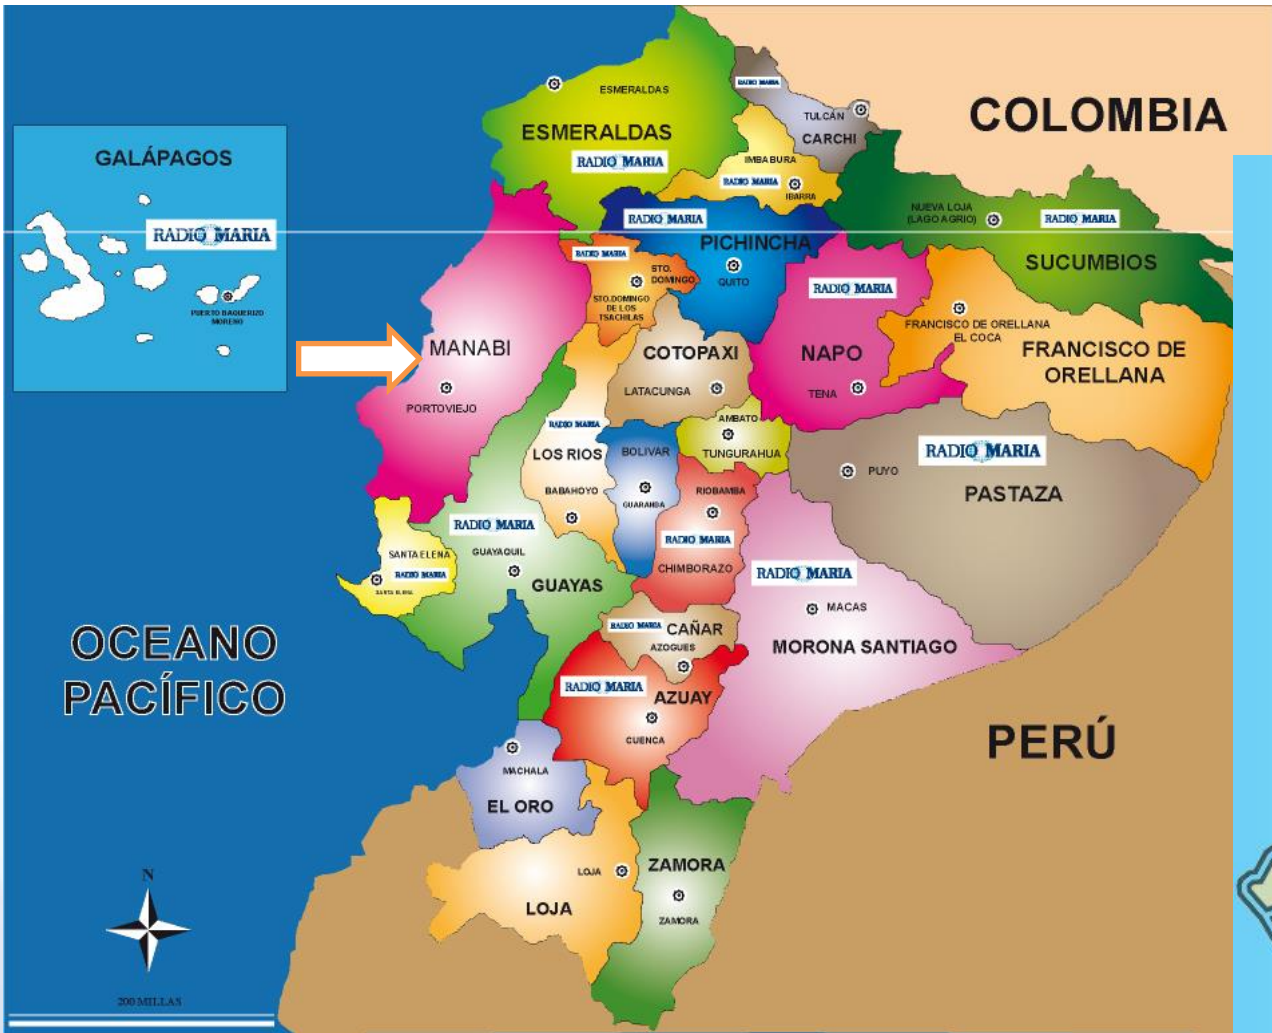 COLOMBIA
GALÁPAGOS
RADIO MARIA
PUERTO BAQUERIZO
MORENO
ESMERALDAS
ESMERALDAS
RADIO MARIA
RADIO MARIA
TULCÁN
CARCHI
IMBABURA
RADIO MARIA
IBARRA
RADIO MARIA
PICHINCHA
QUITO
NUEVA LOJA
(LAGO AGRIO)
RADIO MARIA
SUCUMBIOS
RADIO MARIA
STO.
DOMINGO
STO.DOMINGO
DE LOS
TSACHILAS
MANABI
PORTOVIEJO
COTOPAXI
LATACUNGA
RADIO MARIA
NAPO
TENA
FRANCISCO DE ORELLANA
EL COCA
FRANCISCO DE
ORELLANA
AMBATO
TUNGURAHUA
RADIO MARIA
LOS RIOS
BABAHOYO
BOLIVAR
GUARANDA
RADIO MARIA
PUYO
PASTAZA
RIOBAMBA
RADIO MARIA
CHIMBORAZO
RADIO MARIA
GUAYAQUIL
GUAYAS
SANTA ELENA
RADIO MARIA
SANTA ELENA
RADIO MARIA
MACAS
MORONA SANTIAGO
RADIO MARIA
CAÑAR
AZOGUES
RADIO MARIA
AZUAY
CUENCA
OCEANO
PACÍFICO
PERÚ
MACHALA
EL ORO
LOJA
LOJA
ZAMORA
ZAMORA
N
200 MILLAS